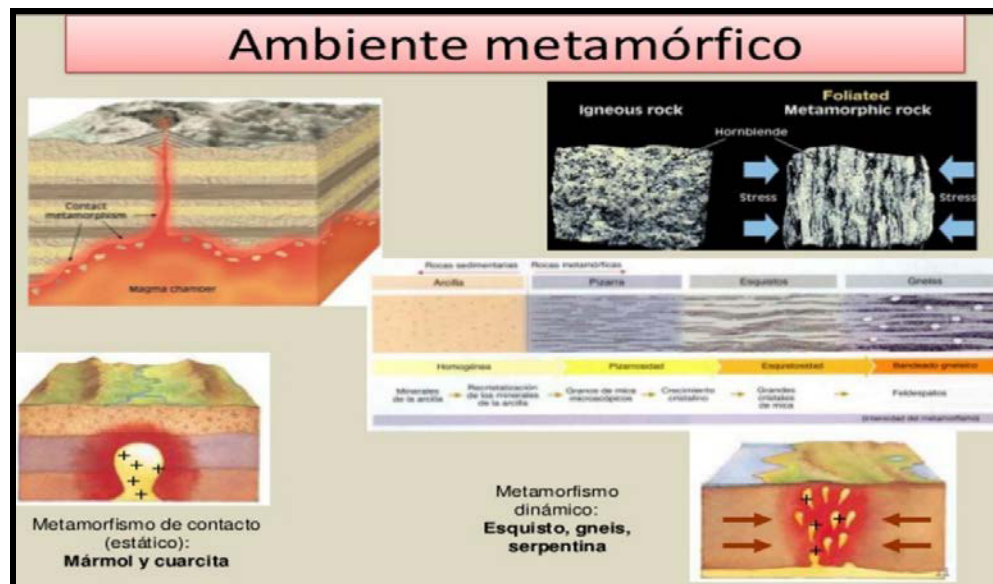 Ambiente metamórfico
Contact
metamorphism
Magma chamber
Foliated
Igneous rock
Metamorphic rock
Hornblende
Stress
Stress
Rocas sedimentarias
Rocas metamórficas
Arcilla
Pizarra
Esquistos
Gneiss
Homogénea
Pizarrosidad
Esquistosidad
Bandeado gneísico
Minerales
de la arcilla
Recristalización
de los minerales
de la arcilla
Granos de mica
microscópicos
Crecimiento
cristalino
Grandes
cristales
de mica
Feldespatos
(intensidad del metamorfismo)
Metamorfismo de contacto
(estático):
Mármol y cuarcita
Metamorfismo
dinámico:
Esquisto, gneis,
serpentina